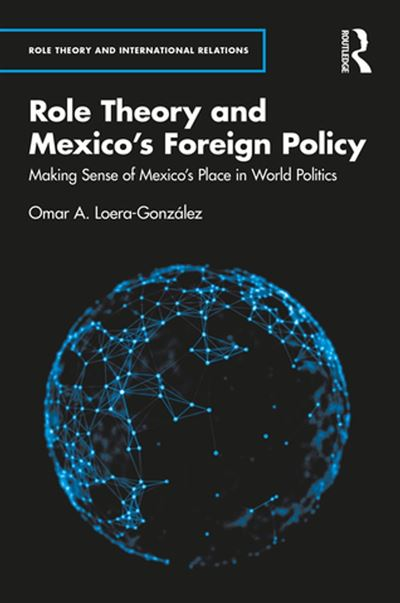 ROLE THEORY AND INTERNATIONAL RELATIONS
ROUTLEDGE
Role Theory and
Mexico's Foreign Policy
Making Sense of Mexico's Place in World Politics
Omar A. Loera-González